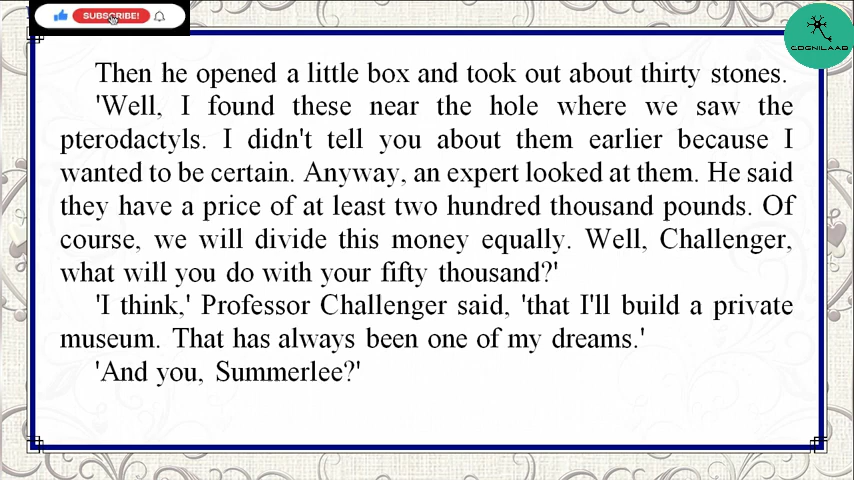 SUBSCRIBE!
COGNILAAB
Then he opened a little box and took out about thirty stones.
'Well, I found these near the hole where we saw the
pterodactyls. I didn't tell you about them earlier because I
wanted to be certain. Anyway, an expert looked at them. He said
they have a price of at least two hundred thousand pounds. Of
course, we will divide this money equally. Well, Challenger,
what will you do with your fifty thousand?'
'I think,' Professor Challenger said, 'that I'll build a private
museum. That has always been one of my dreams.'
'And you, Summerlee?'